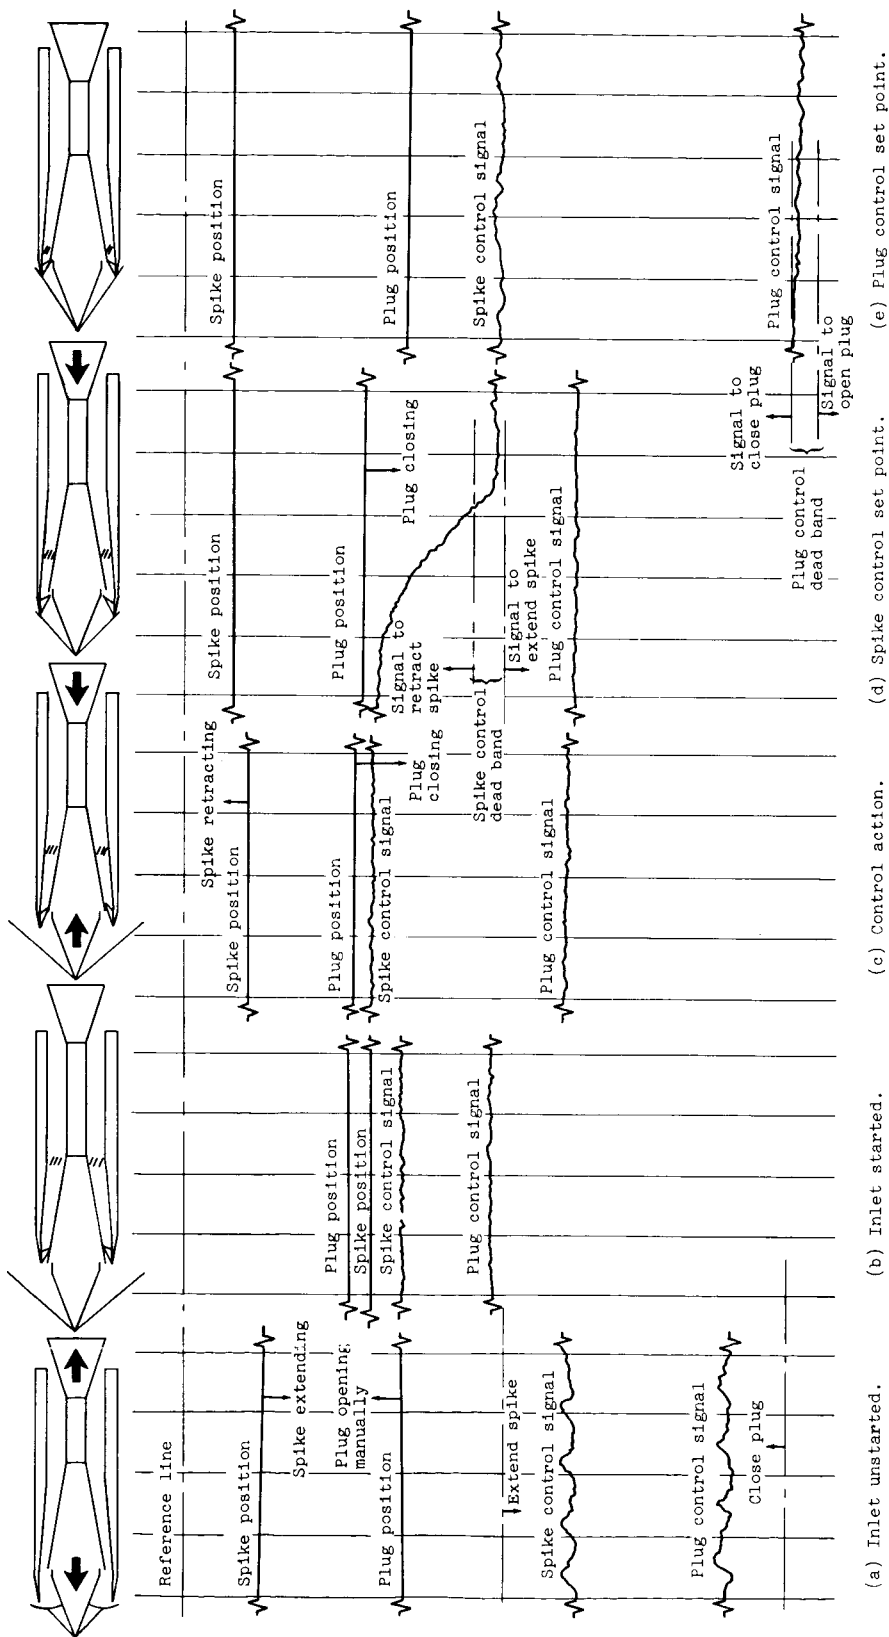 Reference line
Spike position
Spike extending
Plug opening
manually
Plug position
Extend spike
Spike control signal
Plug control signal
Close plug
(a) Inlet unstarted.
Plug position
Spike position
Spike control signal
Plug control signal
(b) Inlet started.
Spike retracting
Spike position
Plug position
Spike control signal
Plug
closing
Plug control signal
(c) Control action.
Spike position
Plug position
Plug closing
Signal to
retract
spike
Spike control
dead band
Signal to
extend spike
Plug control signal
(d) Spike control set point.
Spike position
Plug position
Spike control signal
Plug control signal
Signal to
close plug
Plug control
dead band
Signal to
open plug
(e) Plug control set point.